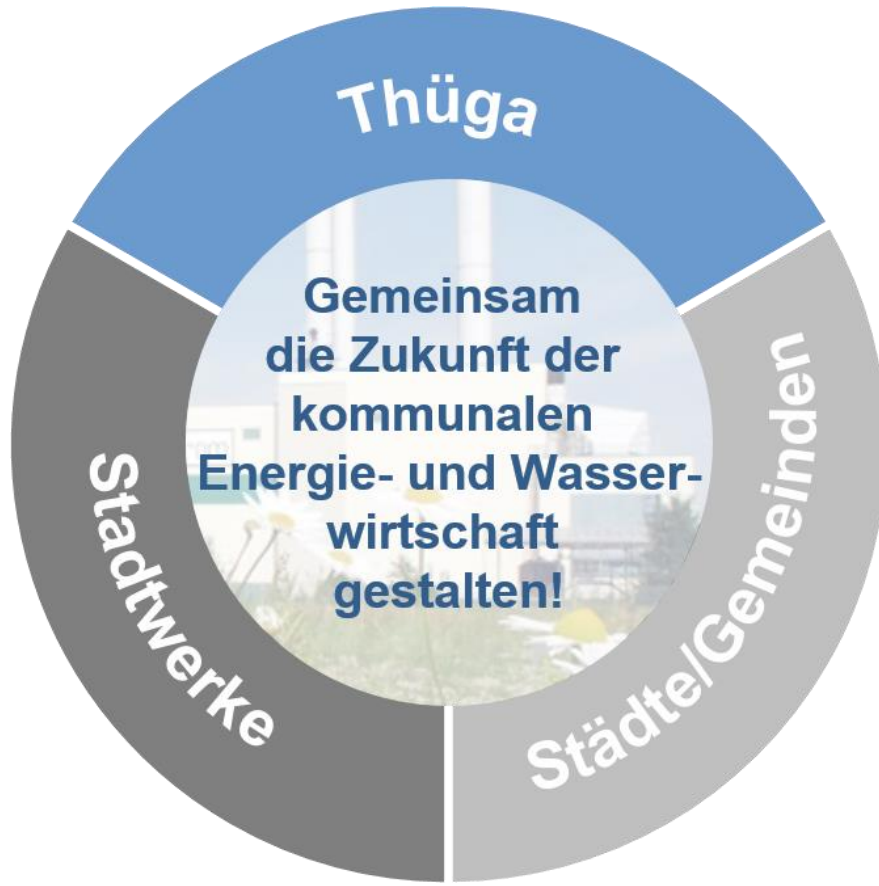 Thüga
Gemeinsam
die Zukunft der
kommunalen
Energie- und Wasser-
wirtschaft
gestalten!
Stadtwerke
Städte/Gemeinden